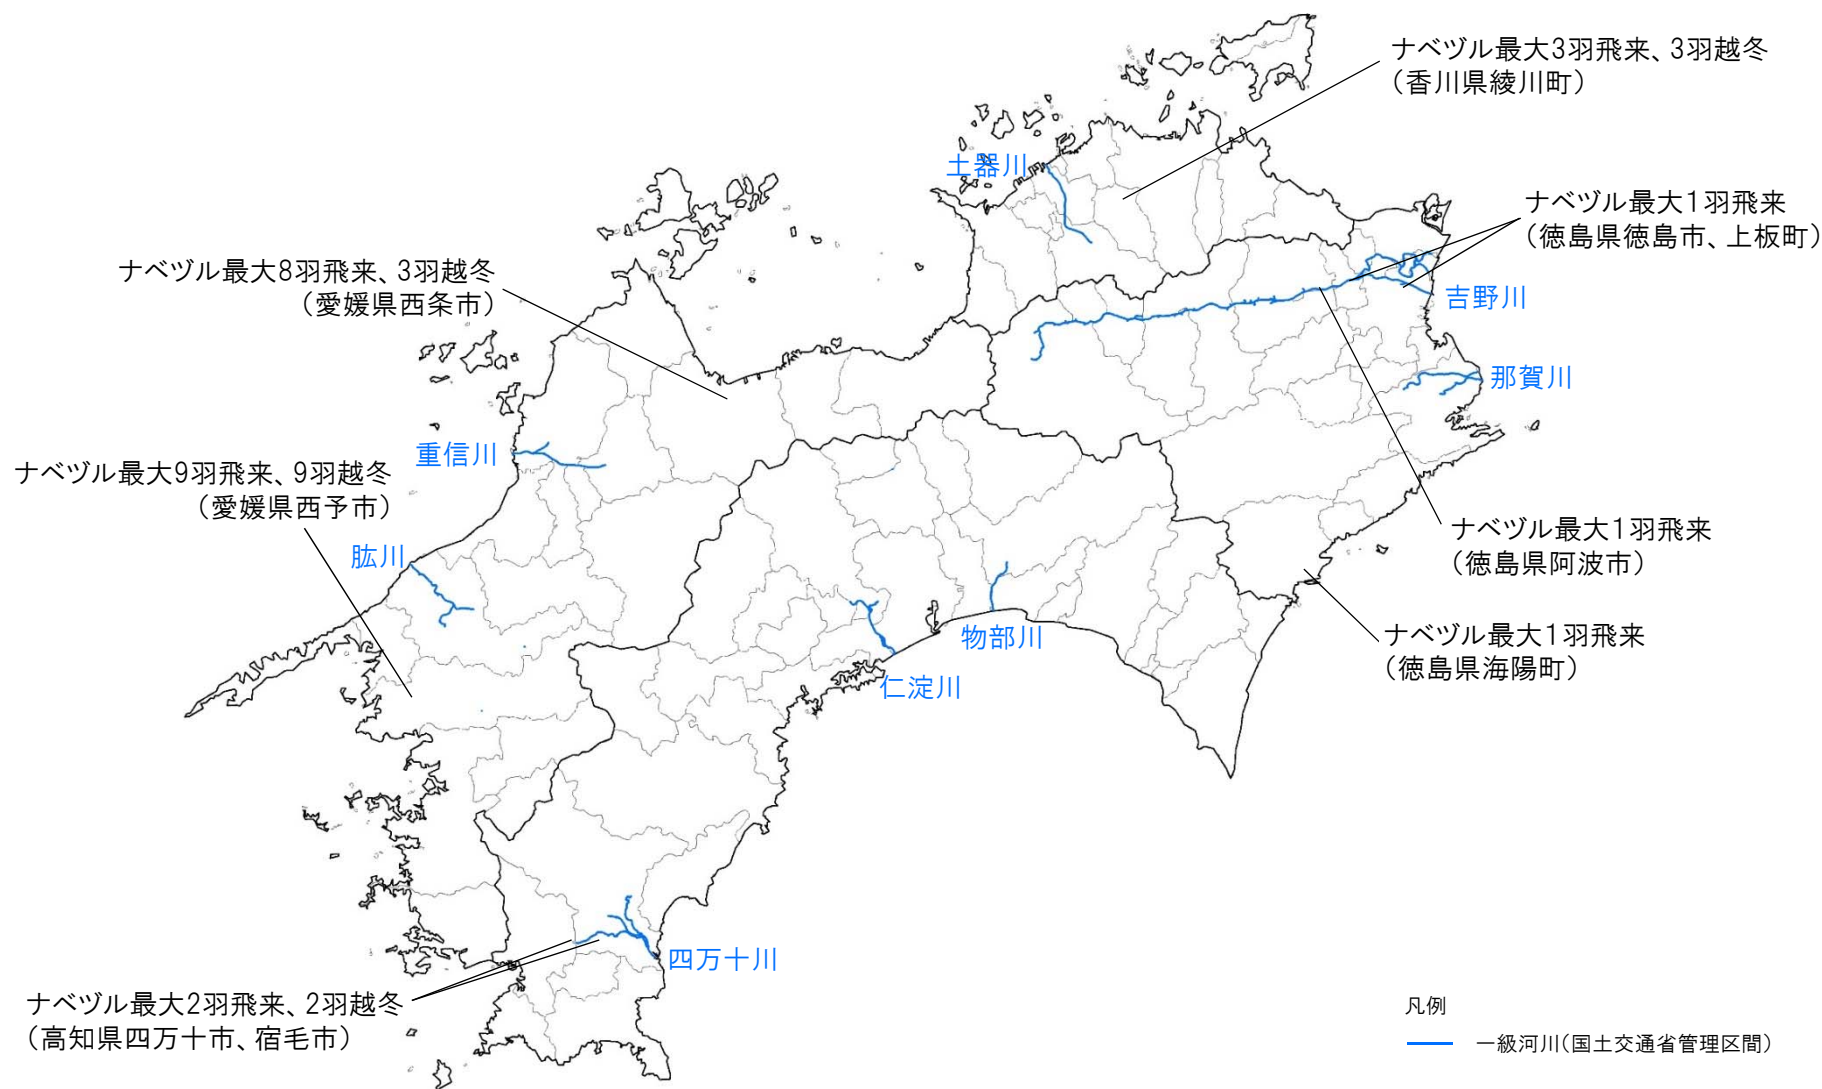 ナベヅル最大3羽飛来、3羽越冬
（香川県綾川町）
土器川
ナベヅル最大1羽飛来
（徳島県徳島市、上板町）
ナベヅル最大8羽飛来、3羽越冬
（愛媛県西条市）
吉野川
那賀川
重信川
ナベヅル最大9羽飛来、9羽越冬
（愛媛県西予市）
ナベヅル最大1羽飛来
（徳島県阿波市）
肱川
物部川
ナベヅル最大1羽飛来
（徳島県海陽町）
仁淀川
四万十川
ナベヅル最大2羽飛来、2羽越冬
（高知県四万十市、宿毛市）
凡例
一級河川（国土交通省管理区間）